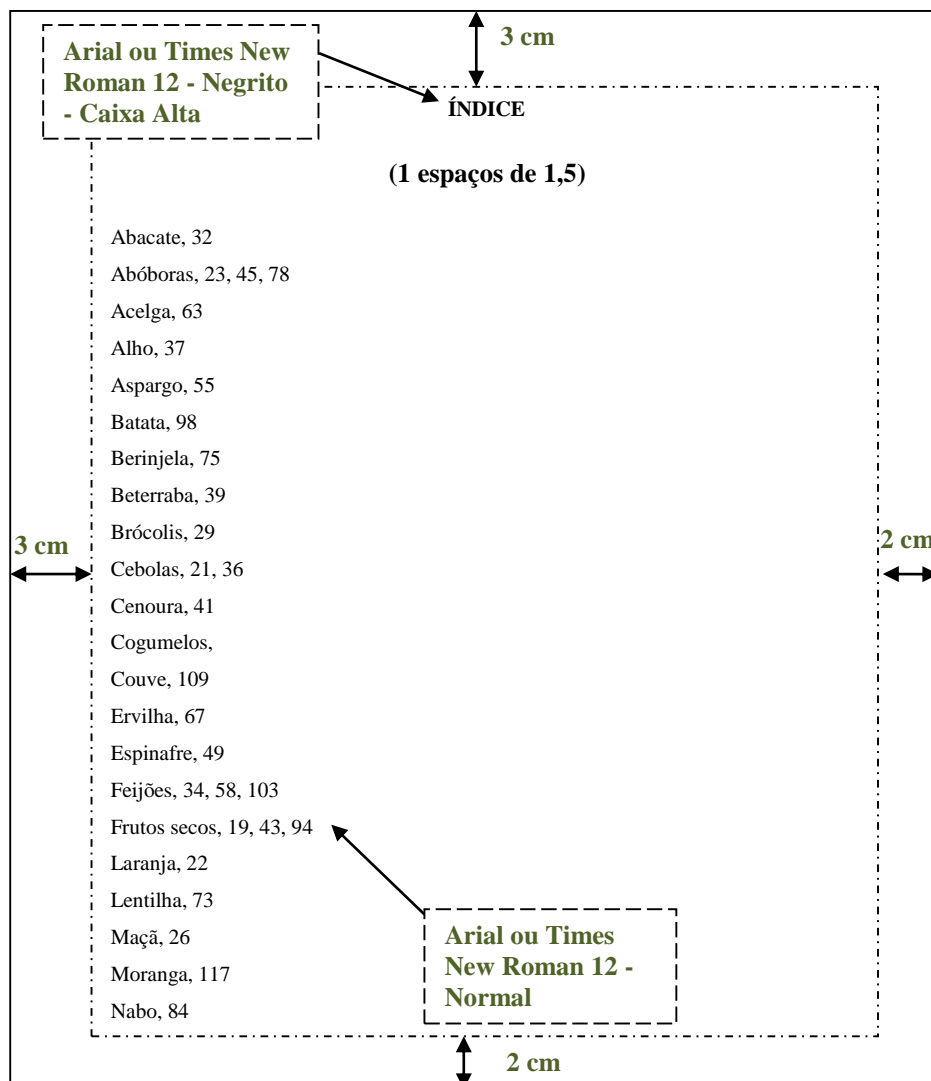 3 cm
Arial ou Times New
Roman 12 - Negrito
- Caixa Alta
ÍNDICE
(1 espaços de 1,5)
Abacate, 32
Abóboras, 23, 45, 78
Acelga, 63
Alho, 37
Aspargo, 55
Batata, 98
Berinjela, 75
Beterraba, 39
Brócolis, 29
3 cm
2 cm
Cebolas, 21, 36
Cenoura, 41
Cogumelos,
Couve, 109
Ervilha, 67
Espinafre, 49
Feijões, 34, 58, 103
Frutos secos, 19, 43, 94
Laranja, 22
Lentilha, 73
Maçã, 26
Moranga, 117
Nabo, 84
Arial ou Times
New Roman 12 -
Normal
2 cm